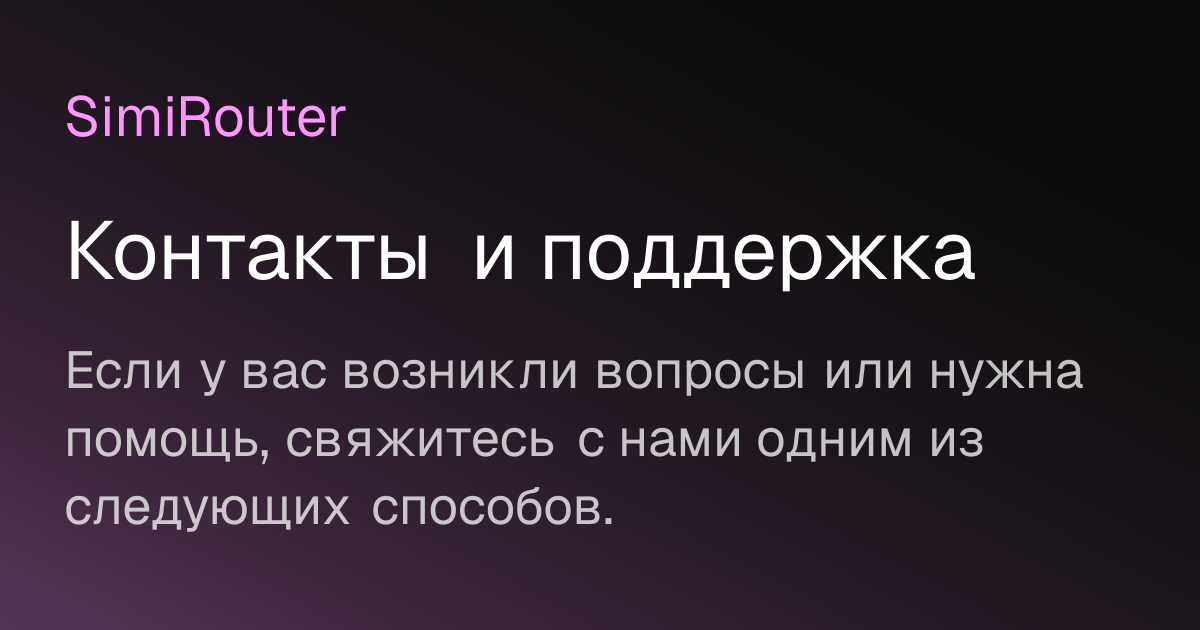 SimiRouter
Контакты и поддержка
Если у вас возникли вопросы или нужна
помощь, свяжитесь с нами одним из
следующих способов.